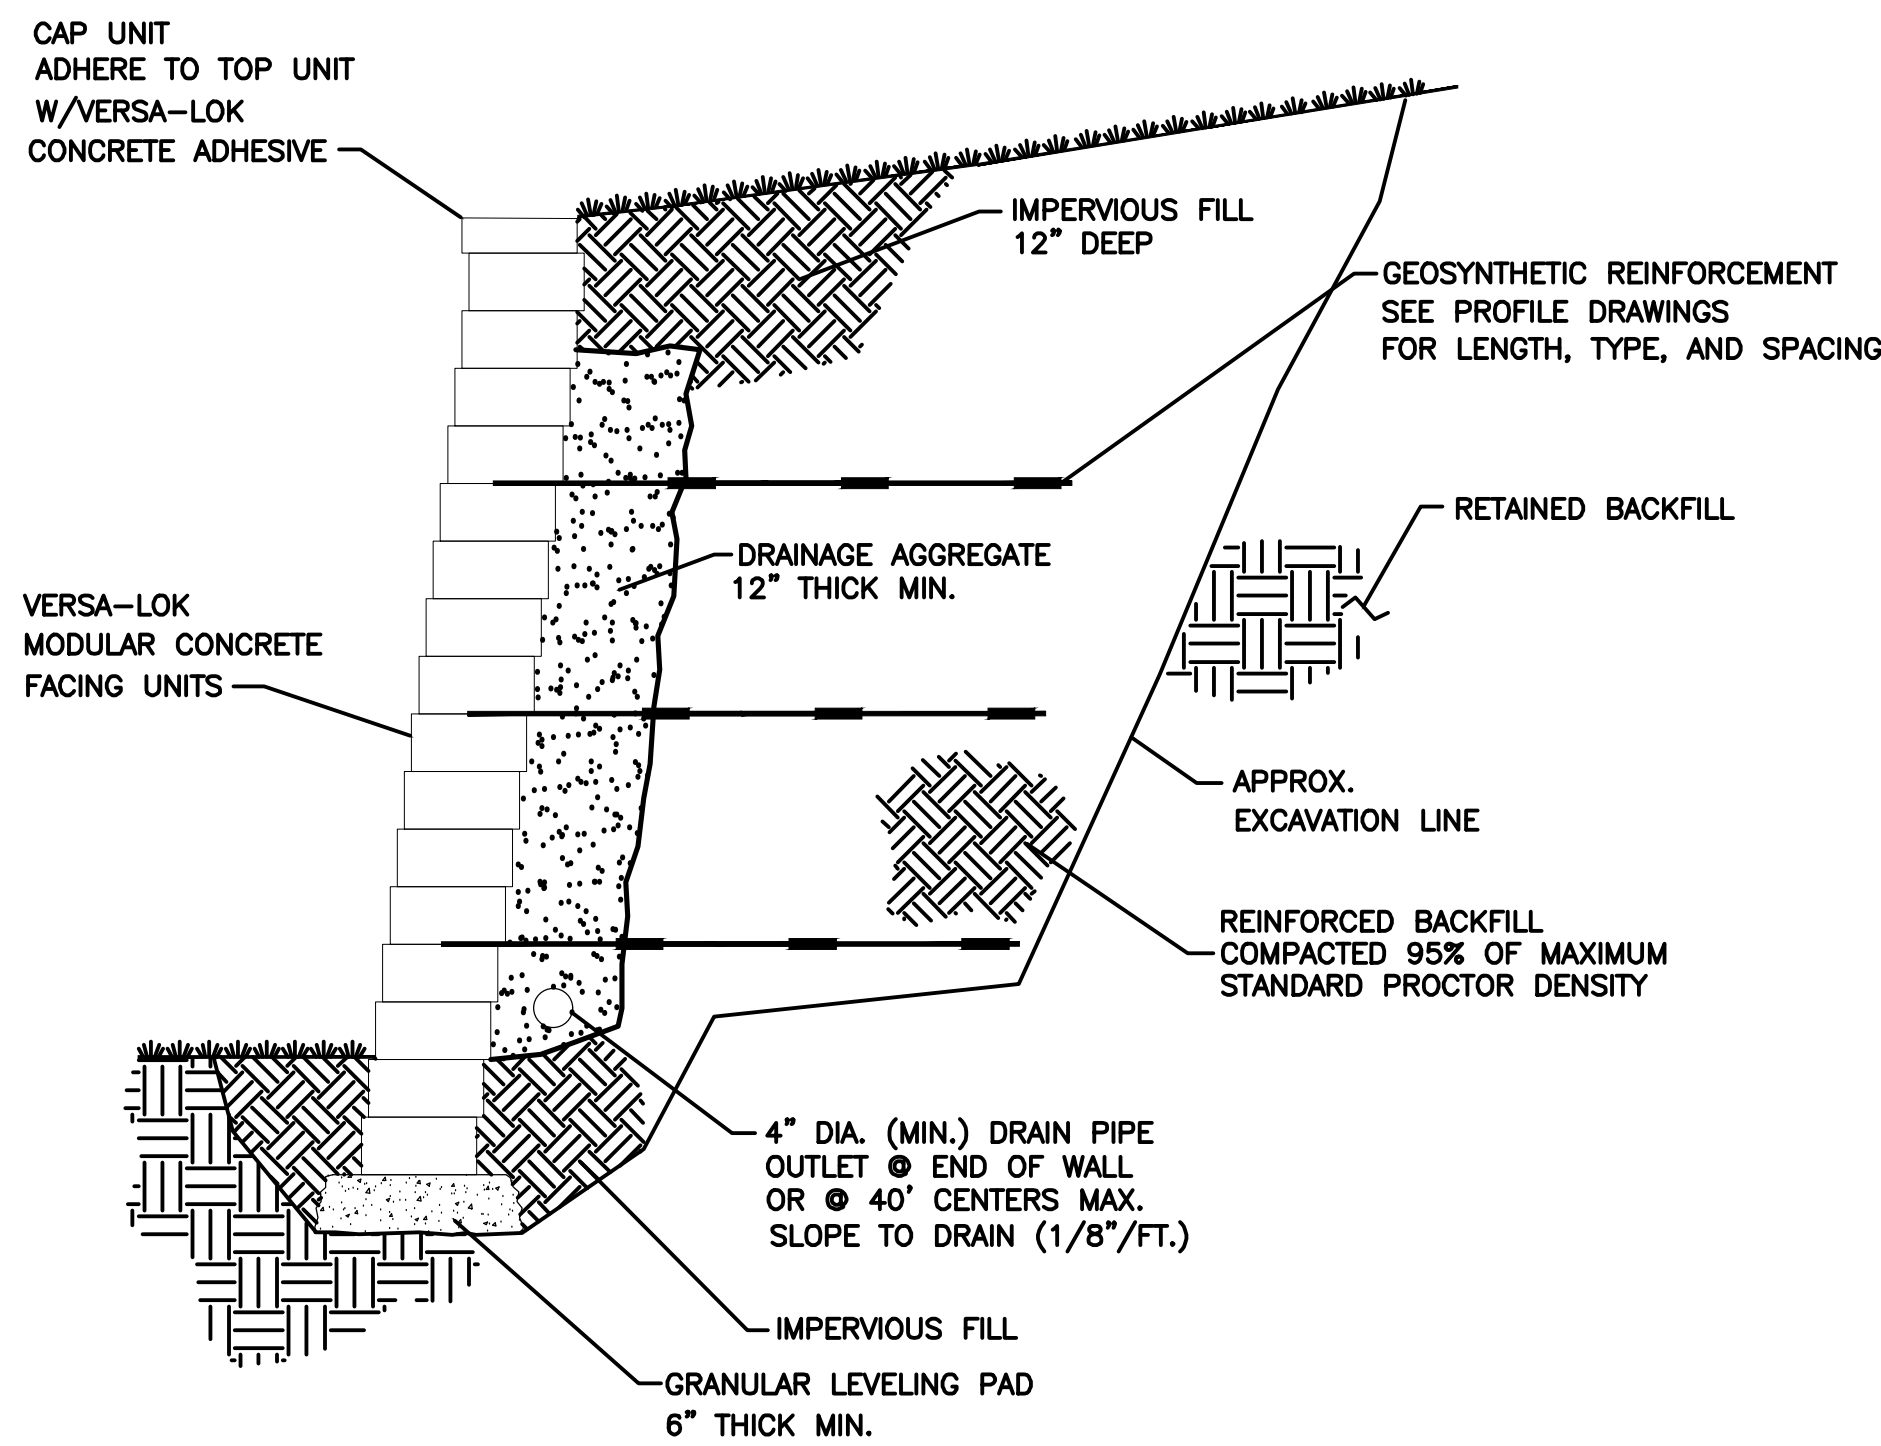 CAP UNIT
ADHERE TO TOP UNIT
W/VERSA-LOK
CONCRETE ADHESIVE
IMPERVIOUS FILL
12” DEEP
GEOSYNTHETIC REINFORCEMENT
SEE PROFILE DRAWINGS
FOR LENGTH, TYPE, AND SPACING
RETAINED BACKFILL
DRAINAGE AGGREGATE
12” THICK MIN.
VERSA-LOK
MODULAR CONCRETE
FACING UNITS
APPROX.
EXCAVATION LINE
REINFORCED BACKFILL
COMPACTED 95% OF MAXIMUM
STANDARD PROCTOR DENSITY
4” DIA. (MIN.) DRAIN PIPE
OUTLET @ END OF WALL
OR @ 40’ CENTERS MAX.
SLOPE TO DRAIN (1/8”/FT.)
IMPERVIOUS FILL
GRANULAR LEVELING PAD
6” THICK MIN.